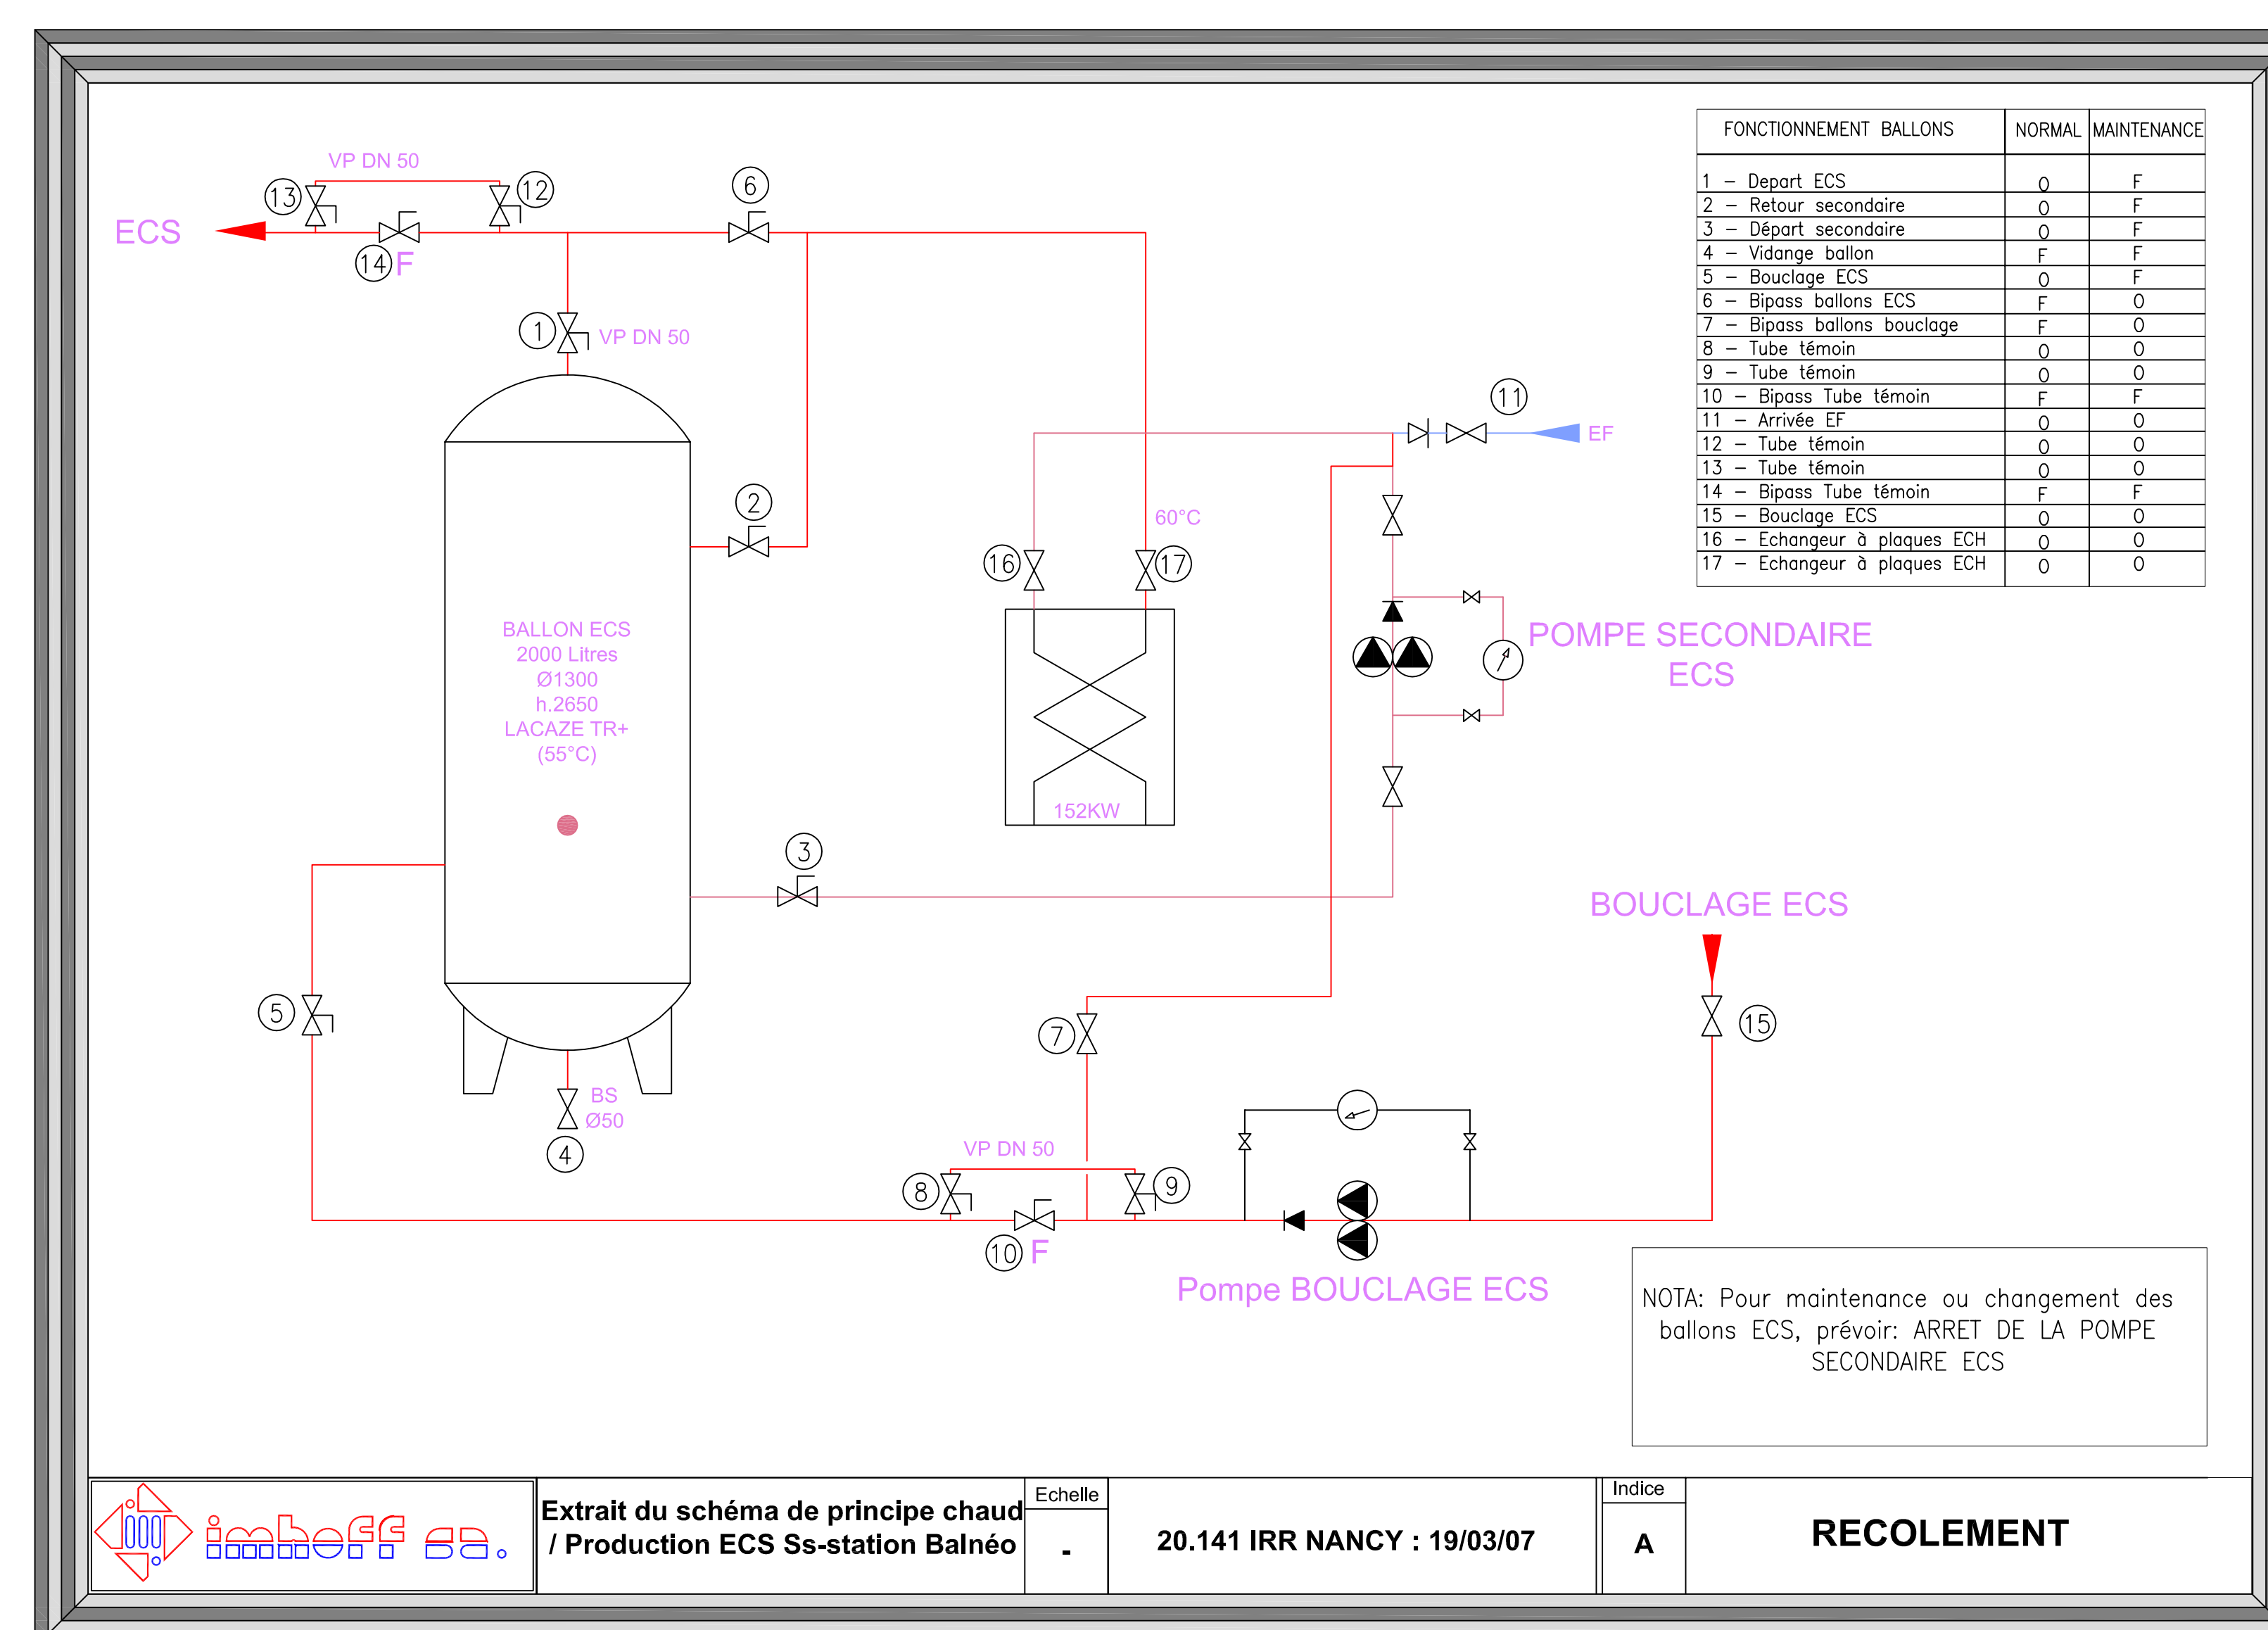 FONCTIONNEMENT BALLONS NORMAL MAINTENANCE
1 – Depart ECS O F
2 – Retour secondaire O F
3 – Départ secondaire O F
4 – Vidange ballon F F
5 – Bouclage ECS O F
6 – Bipass ballons ECS F O
7 – Bipass ballons bouclage F O
8 – Tube témoin O O
9 – Tube témoin O O
10 – Bipass Tube témoin F F
11 – Arrivée EF O O
12 – Tube témoin O O
13 – Tube témoin O O
14 – Bipass Tube témoin F F
15 – Bouclage ECS O O
16 – Echangeur à plaques ECH O O
17 – Echangeur à plaques ECH O O
VP DN 50
13
12
6
ECS
14 F
1
VP DN 50
11
EF
2
60°C
16
17
BALLON ECS
2000 Litres
Ø1300
h.2650
LACAZE TR+
(55°C)
POMPE SECONDAIRE
ECS
152KW
3
BOUCLAGE ECS
5
7
15
BS
Ø50
4
VP DN 50
8
9
10 F
Pompe BOUCLAGE ECS
NOTA: Pour maintenance ou changement des
ballons ECS, prévoir: ARRET DE LA POMPE
SECONDAIRE ECS
imhoff sa.
Extrait du schéma de principe chaud
/ Production ECS Ss-station Balnéo
Echelle
-
20.141 IRR NANCY : 19/03/07
Indice
A
RECOLEMENT